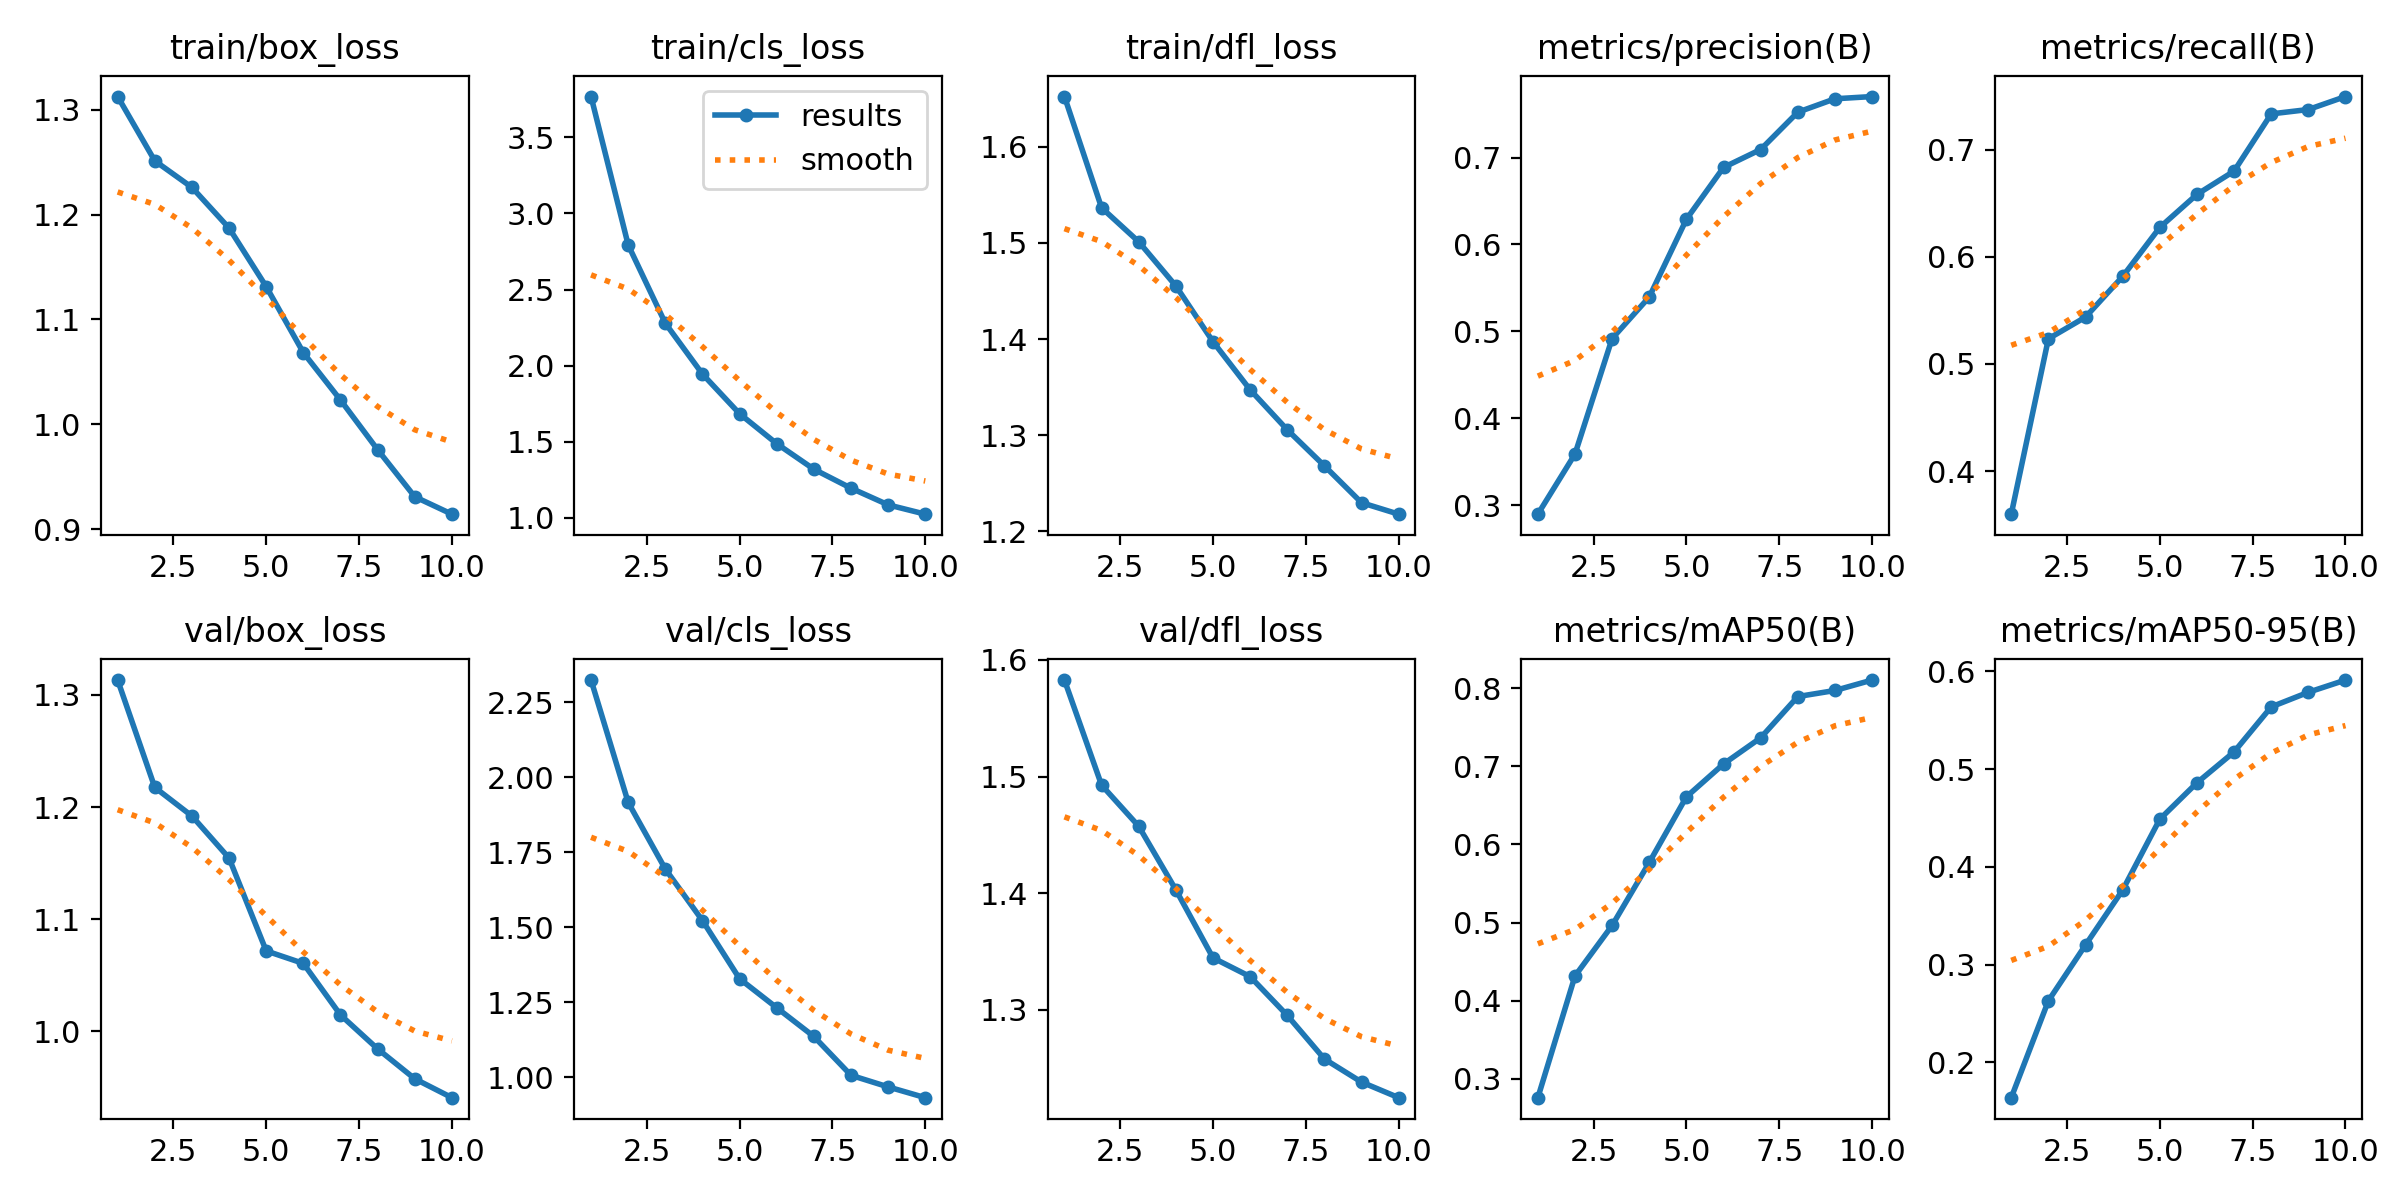 train/box_loss
train/cls_loss
train/dfl_loss
metrics/precision(B)
metrics/recall(B)
1.3
1.2
1.1
1.0
0.9
2.5 5.0 7.5 10.0
results
smooth
3.5
3.0
2.5
2.0
1.5
1.0
2.5 5.0 7.5 10.0
1.6
1.5
1.4
1.3
1.2
2.5 5.0 7.5 10.0
0.7
0.6
0.5
0.4
0.3
2.5 5.0 7.5 10.0
0.7
0.6
0.5
0.4
2.5 5.0 7.5 10.0
val/box_loss
val/cls_loss
val/dfl_loss
metrics/mAP50(B)
metrics/mAP50-95(B)
1.3
1.2
1.1
1.0
2.5 5.0 7.5 10.0
2.25
2.00
1.75
1.50
1.25
1.00
2.5 5.0 7.5 10.0
1.6
1.5
1.4
1.3
2.5 5.0 7.5 10.0
0.8
0.7
0.6
0.5
0.4
0.3
2.5 5.0 7.5 10.0
0.6
0.5
0.4
0.3
0.2
2.5 5.0 7.5 10.0